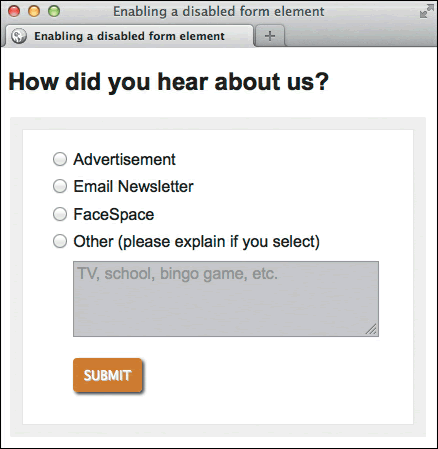 Enabling a disabled form element
Enabling a disabled form element
How did you hear about us?
Advertisement
Email Newsletter
FaceSpace
Other (please explain if you select)
TV, school, bingo game, etc.
SUBMIT